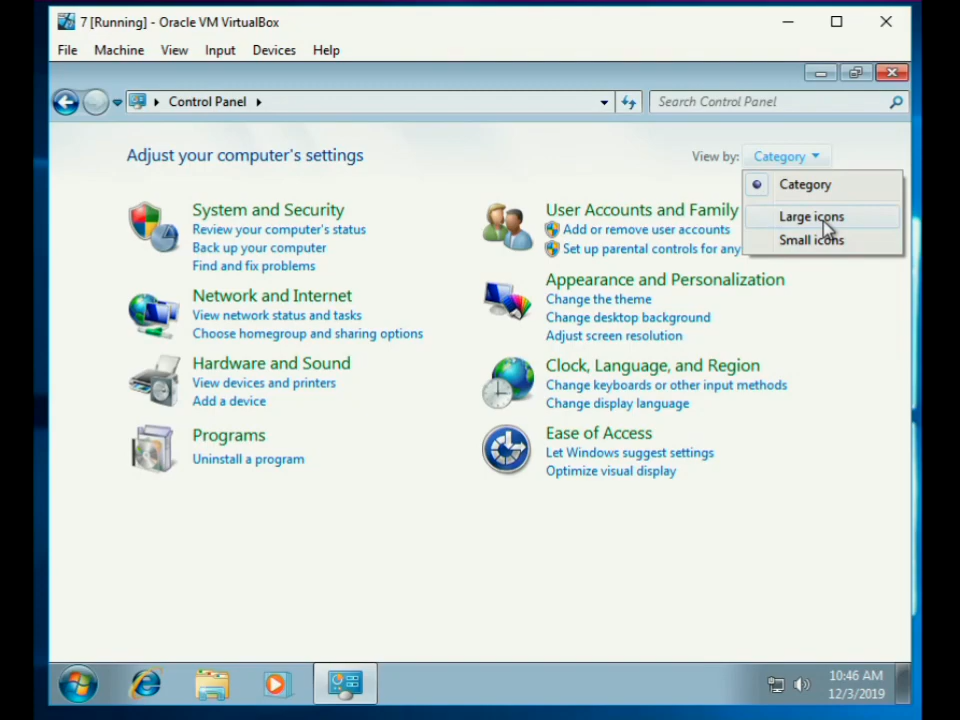 7 [Running] - Oracle VM VirtualBox
File Machine View Input Devices Help
Control Panel
Search Control Panel
Adjust your computer's settings
View by: Category
Category
Large icons
Small icons
System and Security
Review your computer's status
Back up your computer
Find and fix problems
Network and Internet
View network status and tasks
Choose homegroup and sharing options
Hardware and Sound
View devices and printers
Add a device
Programs
Uninstall a program
User Accounts and Family
Add or remove user accounts
Set up parental controls for any
Appearance and Personalization
Change the theme
Change desktop background
Adjust screen resolution
Clock, Language, and Region
Change keyboards or other input methods
Change display language
Ease of Access
Let Windows suggest settings
Optimize visual display
10:46 AM
12/3/2019